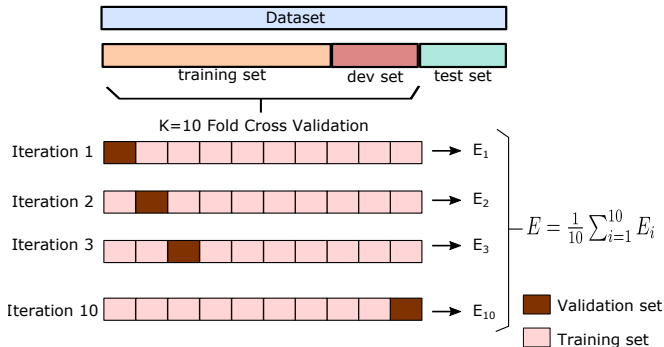 Dataset
training set dev set test set
K=10 Fold Cross Validation
Iteration 1 E₁
Iteration 2 E₂
Iteration 3 E₃
E = 1/10 ∑_{i=1}^{10} E_i
Iteration 10 E₁₀
Validation set
Training set